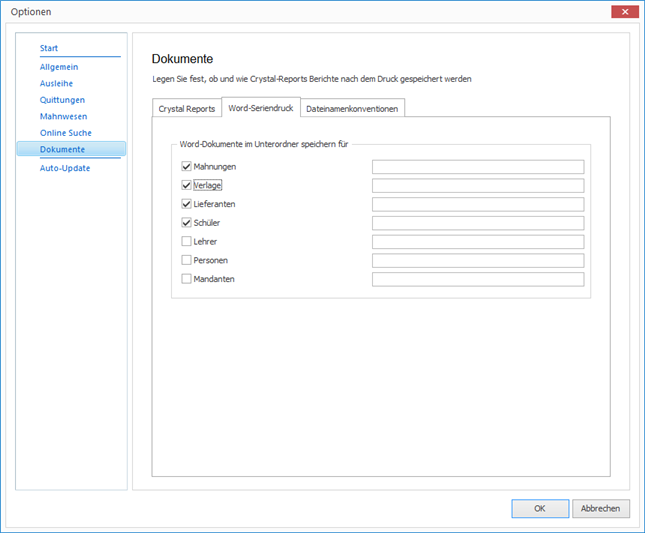 Optionen
Start
Allgemein
Ausleihe
Quittungen
Mahnwesen
Online Suche
Dokumente
Auto-Update
Dokumente
Legen Sie fest, ob und wie Crystal-Reports Berichte nach dem Druck gespeichert werden
Crystal Reports Word-Seriendruck Dateinamenkonventionen
Word-Dokumente im Unterordner speichern für
Mahnungen
Verlage
Lieferanten
Schüler
Lehrer
Personen
Mandanten
OK Abbrechen